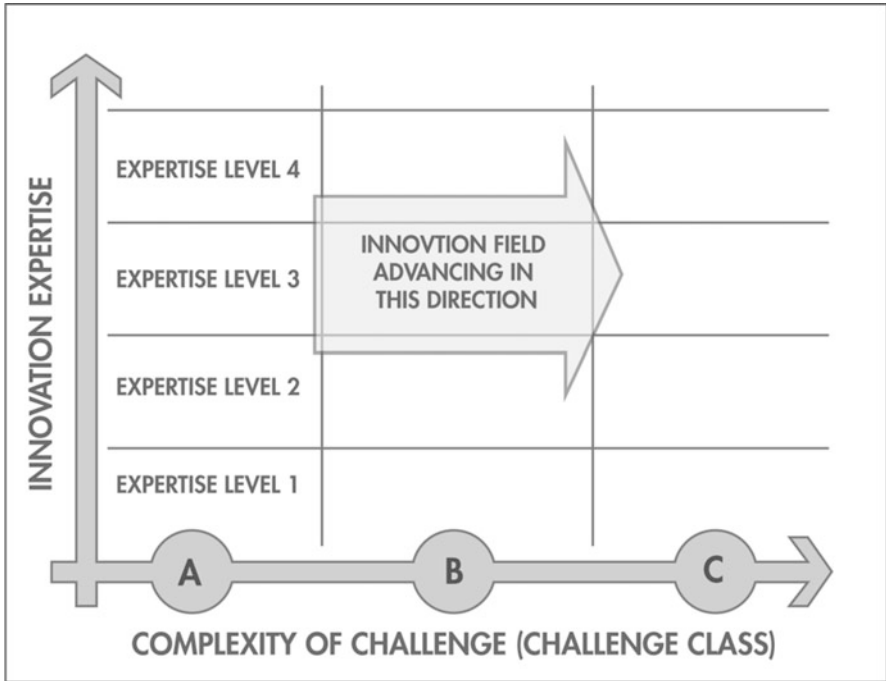 INNOVATION EXPERTISE
EXPERTISE LEVEL 4
EXPERTISE LEVEL 3
EXPERTISE LEVEL 2
EXPERTISE LEVEL 1
INNOVTION FIELD
ADVANCING IN
THIS DIRECTION
A
B
C
COMPLEXITY OF CHALLENGE (CHALLENGE CLASS)